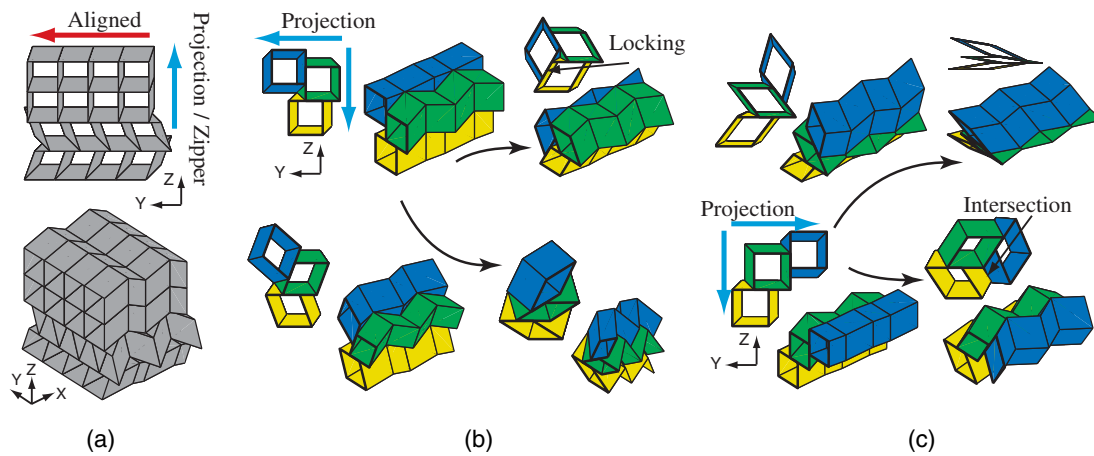 Aligned
Projection / Zipper
Z
Y
Z
Y
X
(a)
Projection
Locking
Z
Y
(b)
Projection
Intersection
Z
Y
(c)